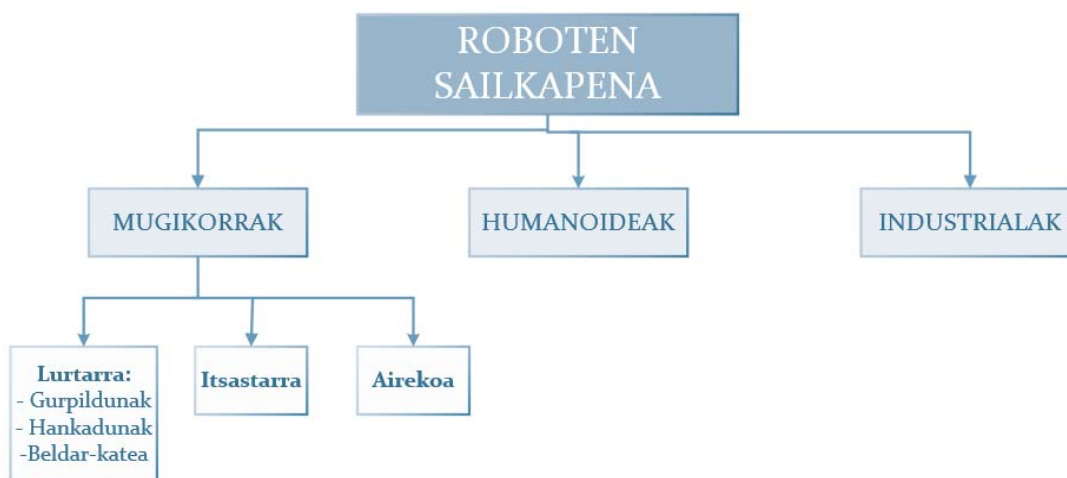 ROBOTEN
SAILKAPENA
MUGIKORRAK
HUMANOIDEAK
INDUSTRIALAK
Lurtarra:
- Gurpildunak
- Hankadunak
-Beldar-katea
Itsastarra
Airekoa